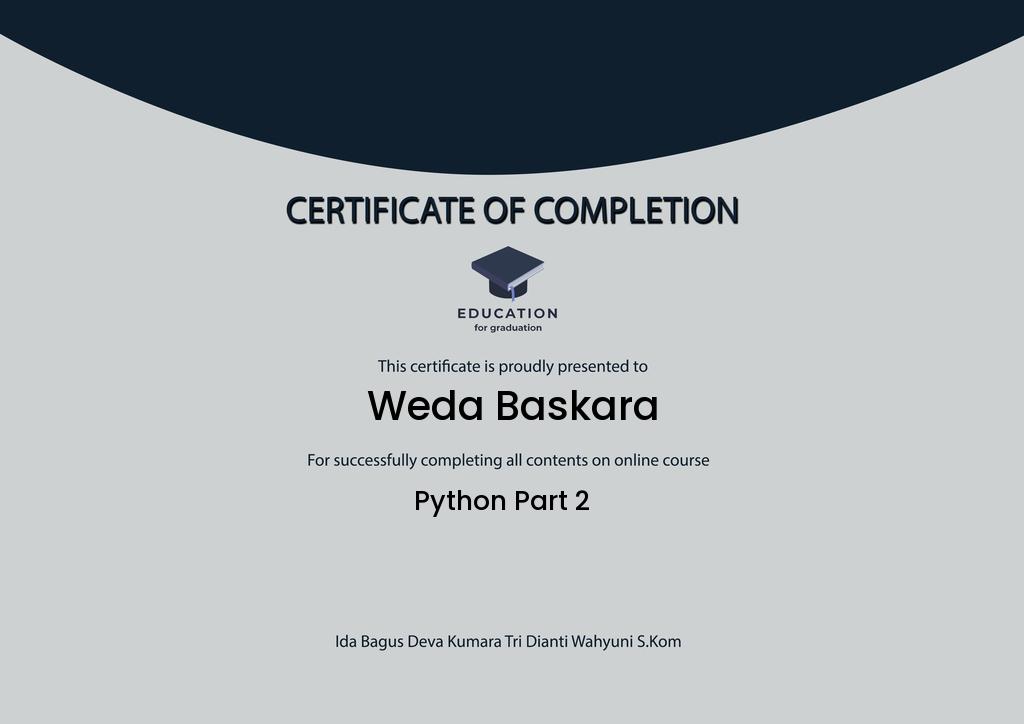 CERTIFICATE OF COMPLETION
EDUCATION
for graduation
This certificate is proudly presented to
Weda Baskara
For successfully completing all contents on online course
Python Part 2
Ida Bagus Deva Kumara Tri Dianti Wahyuni S.Kom